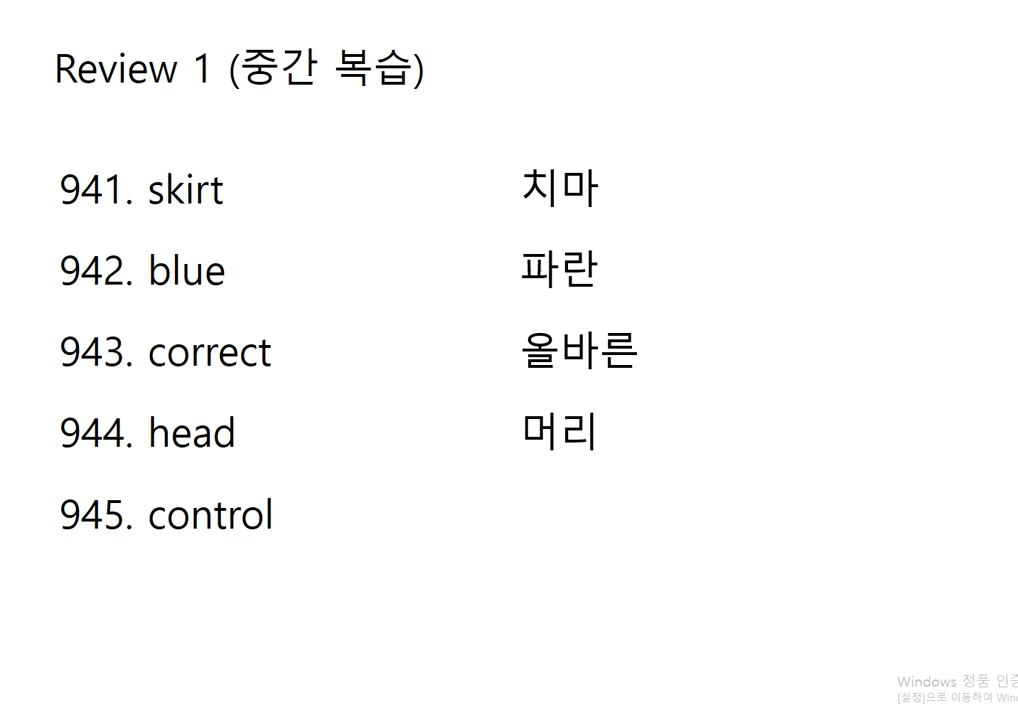 Review 1 (중간 복습)
941. skirt 치마
942. blue 파란
943. correct 올바른
944. head 머리
945. control
Windows 정품 인증
[설정]으로 이동하여 Win